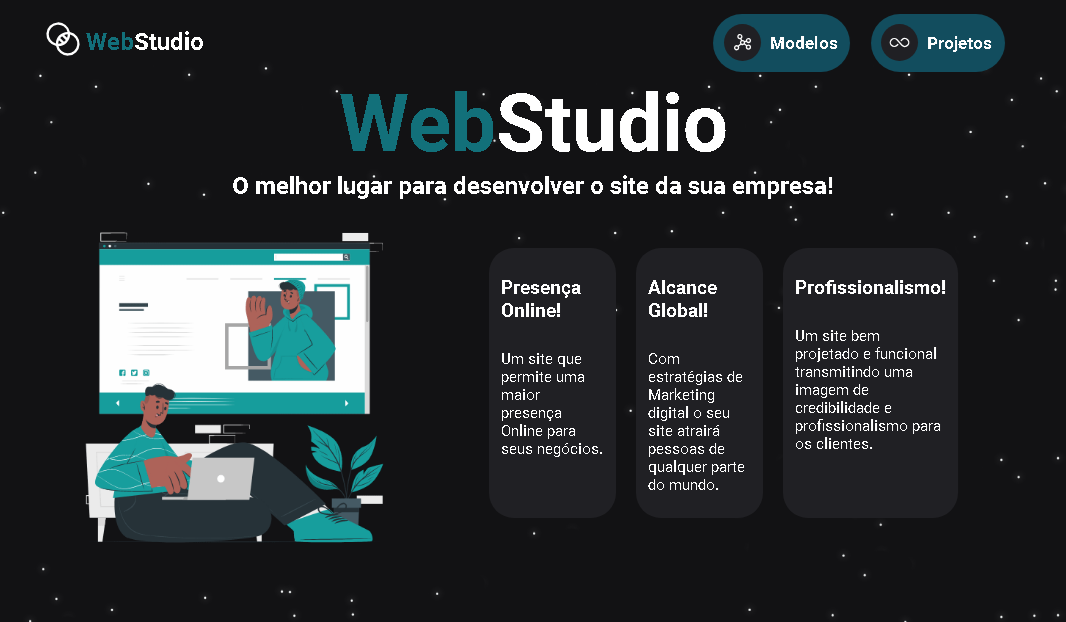 WebStudio
Modelos
Projetos
WebStudio
O melhor lugar para desenvolver o site da sua empresa!
Presença
Online!
Um site que
permite uma
maior
presença
Online para
seus negócios.
Alcance
Global!
Com
estratégias de
Marketing
digital o seu
site atrairá
pessoas de
qualquer parte
do mundo.
Profissionalismo!
Um site bem
projetado e funcional
transmitindo uma
imagem de
credibilidade e
profissionalismo para
os clientes.